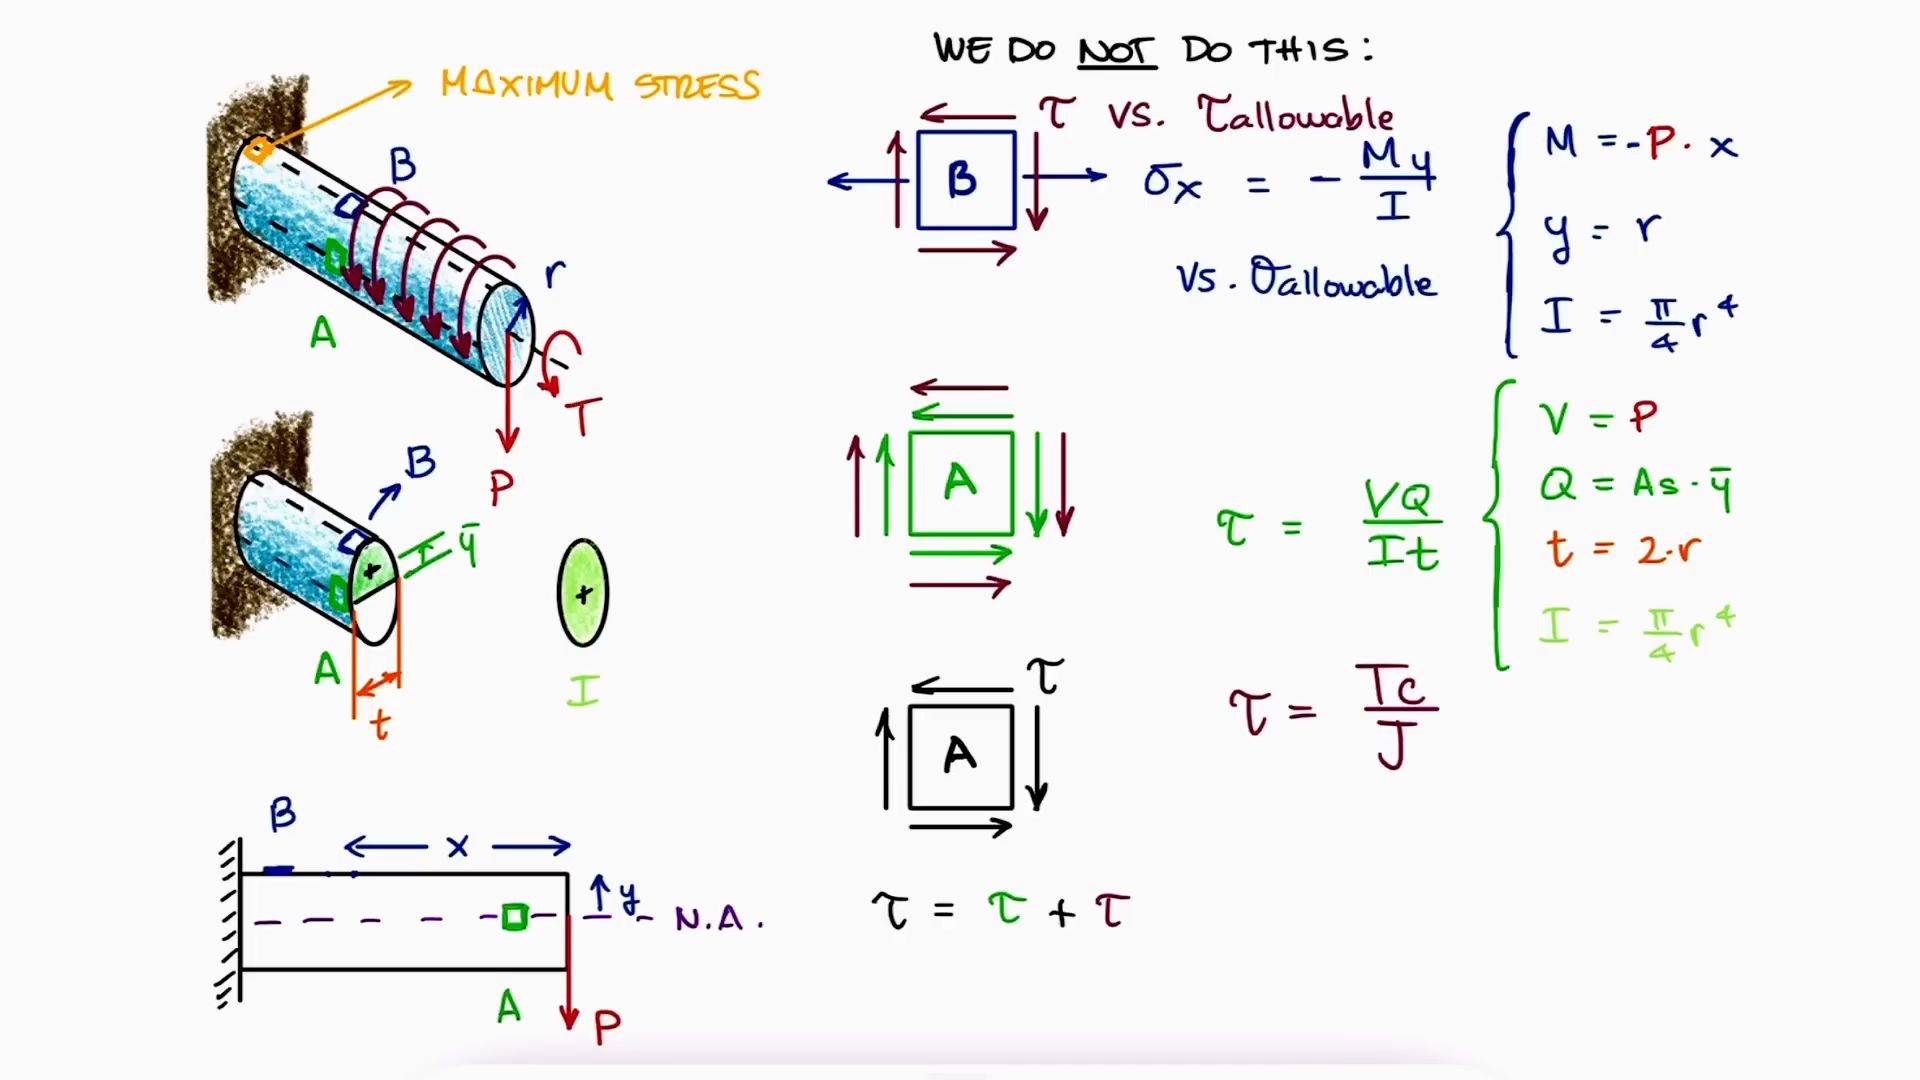 WE DO NOT DO THIS:
MAXIMUM STRESS
τ vs. τallowable
B
B
σx = - My/I
vs. σallowable
M = -P· x
y = r
I = π/4 r⁴
r
A
T
P
B
ȳ
A
t
I
A
τ = VQ/It
V = P
Q = As · ȳ
t = 2·r
I = π/4 r⁴
τ
A
τ = Tc/J
B
x
y
N.A.
A
P
τ = τ + τ